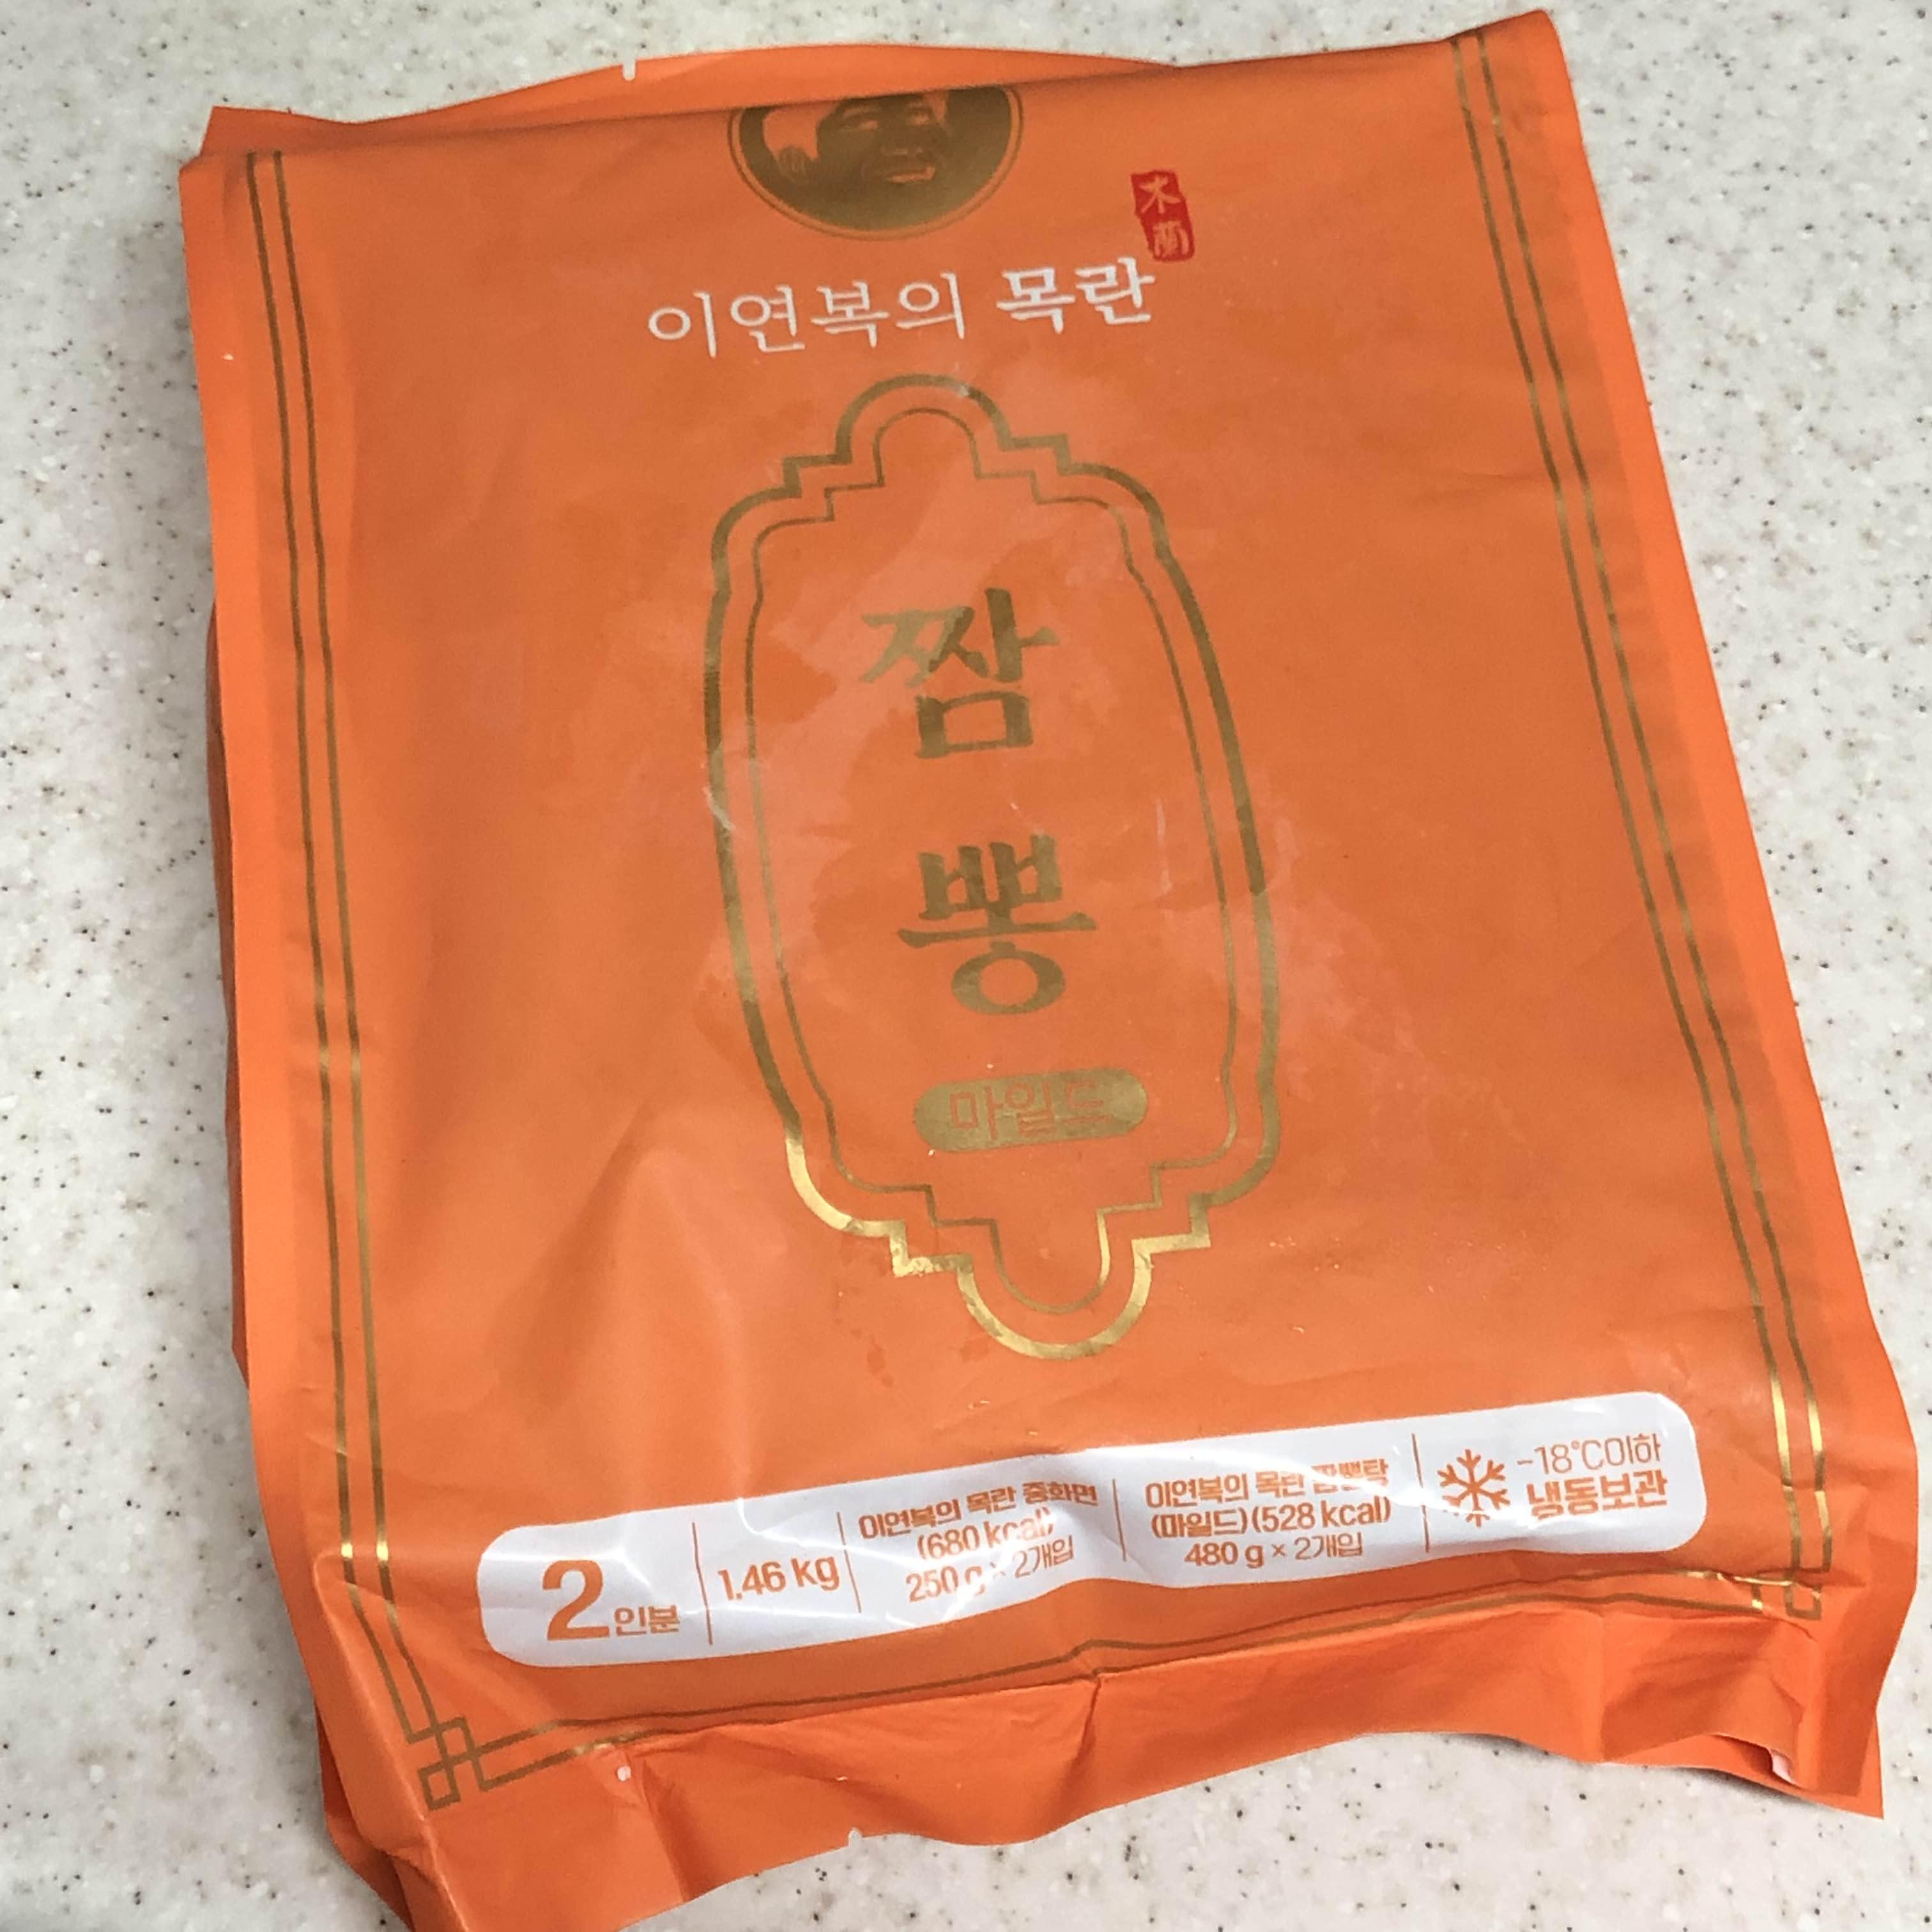 木蘭
이연복의 목란
짬
뽕
마일드
2인분
1.46 kg
이연복의 목란 중화면
(680 kcal)
250 g × 2개입
이연복의 목란 짬뽕탕
(마일드)(528 kcal)
480 g × 2개입
-18℃이하
냉동보관